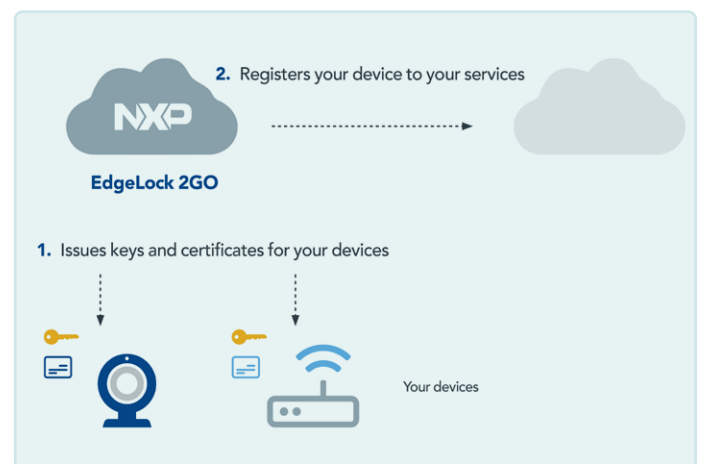 NXP
2. Registers your device to your services
EdgeLock 2GO
1. Issues keys and certificates for your devices
Your devices